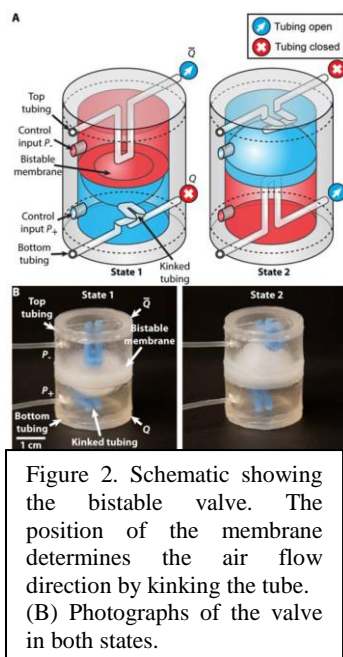 A
Tubing open
Tubing closed
Q̅
Top
tubing
Control
input P-
Bistable
membrane
Q
Control
input P+
Bottom
tubing
State 1
Kinked
tubing
State 2
B
State 1
State 2
Top
tubing
Q̅
Bistable
membrane
P-
P+
Bottom
tubing
Kinked tubing
Q
1 cm
Figure 2. Schematic showing
the bistable valve. The
position of the membrane
determines the air flow
direction by kinking the tube.
(B) Photographs of the valve
in both states.